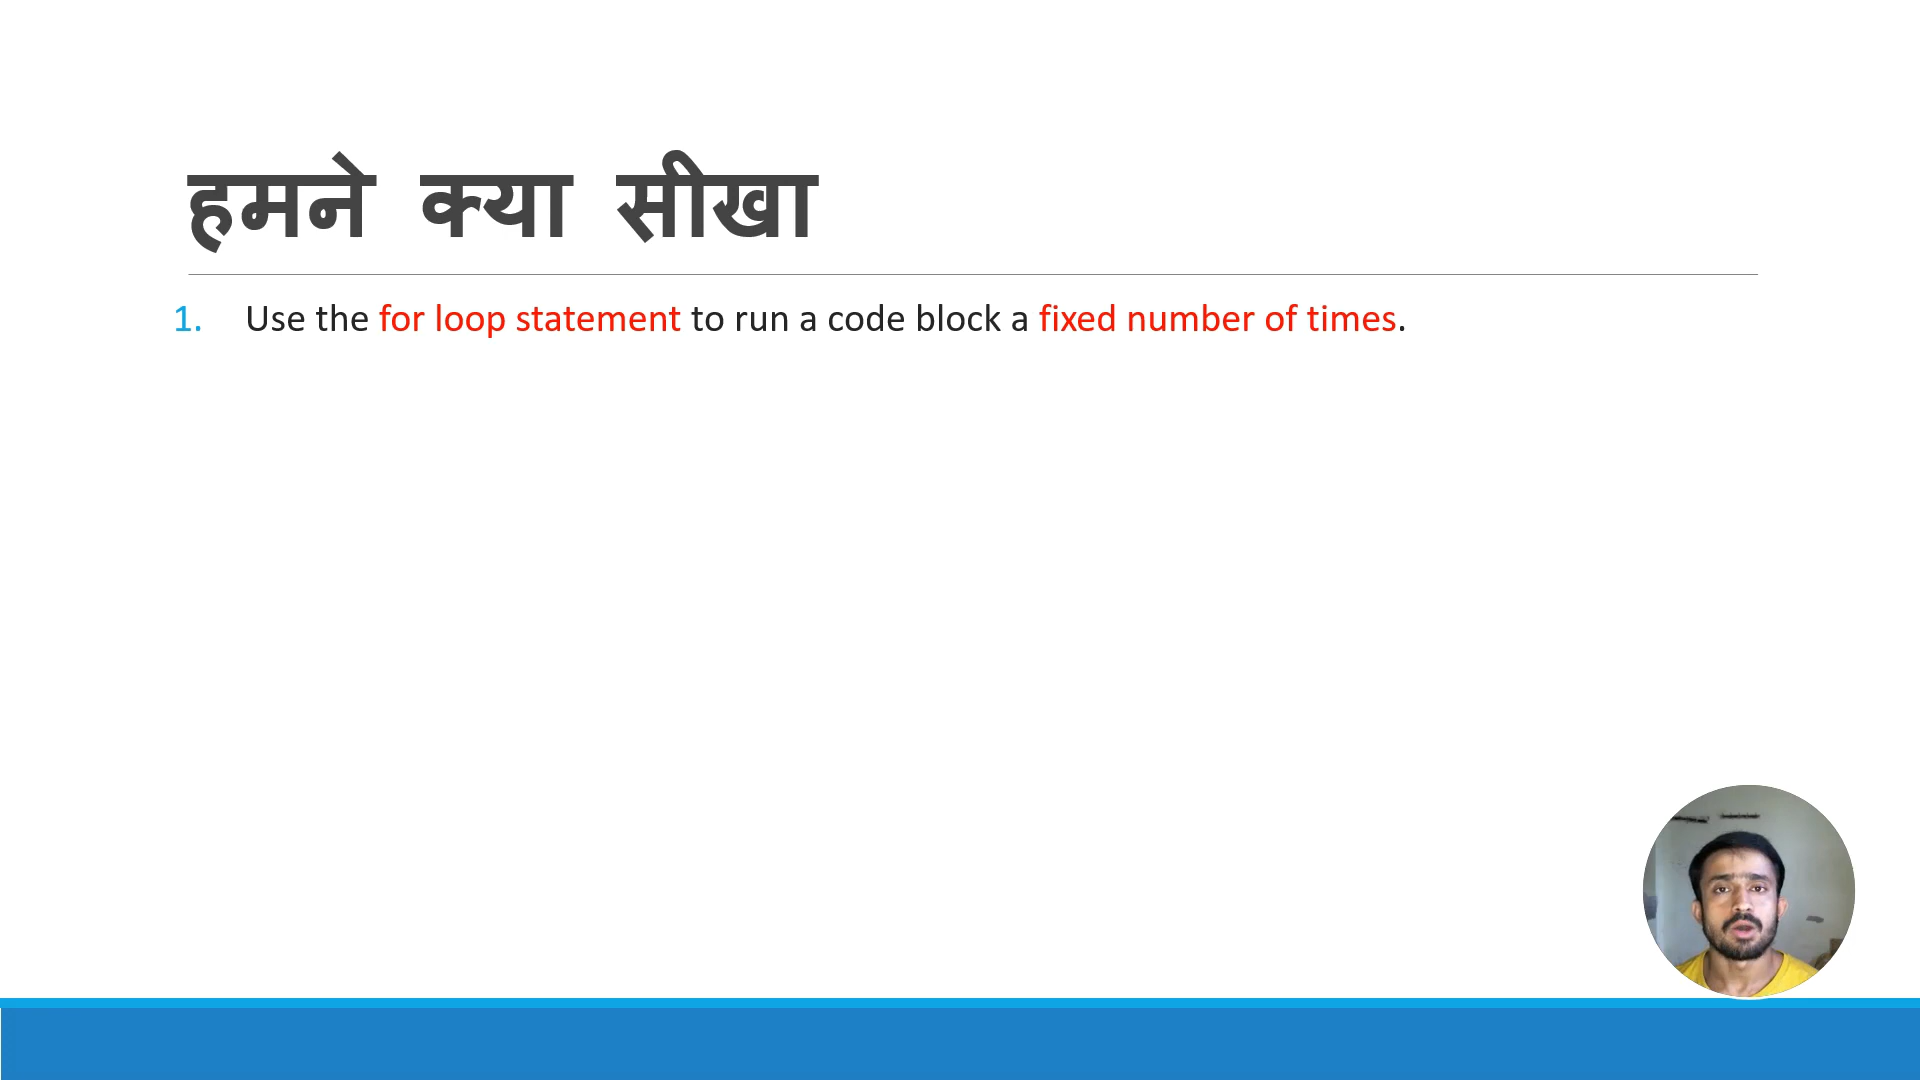 हमने क्या सीखा
1. Use the for loop statement to run a code block a fixed number of times.